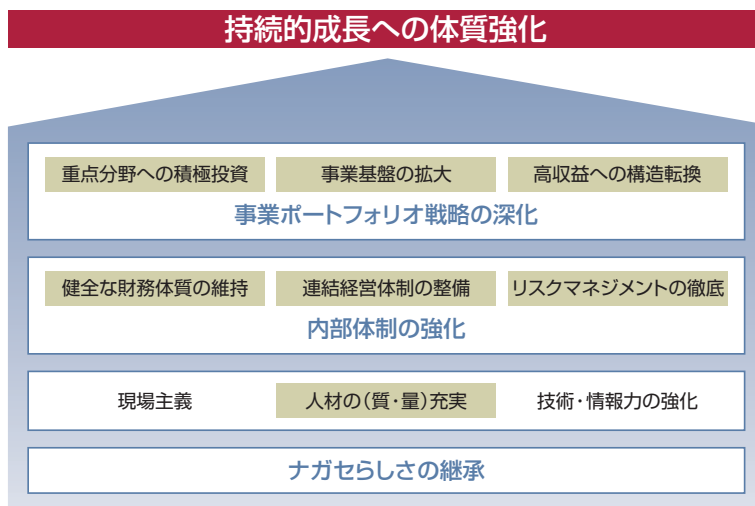 持続的成長への体質強化
重点分野への積極投資 事業基盤の拡大 高収益への構造転換
事業ポートフォリオ戦略の深化
健全な財務体質の維持 連結経営体制の整備 リスクマネジメントの徹底
内部体制の強化
現場主義 人材の(質・量)充実 技術・情報力の強化
ナガセらしさの継承